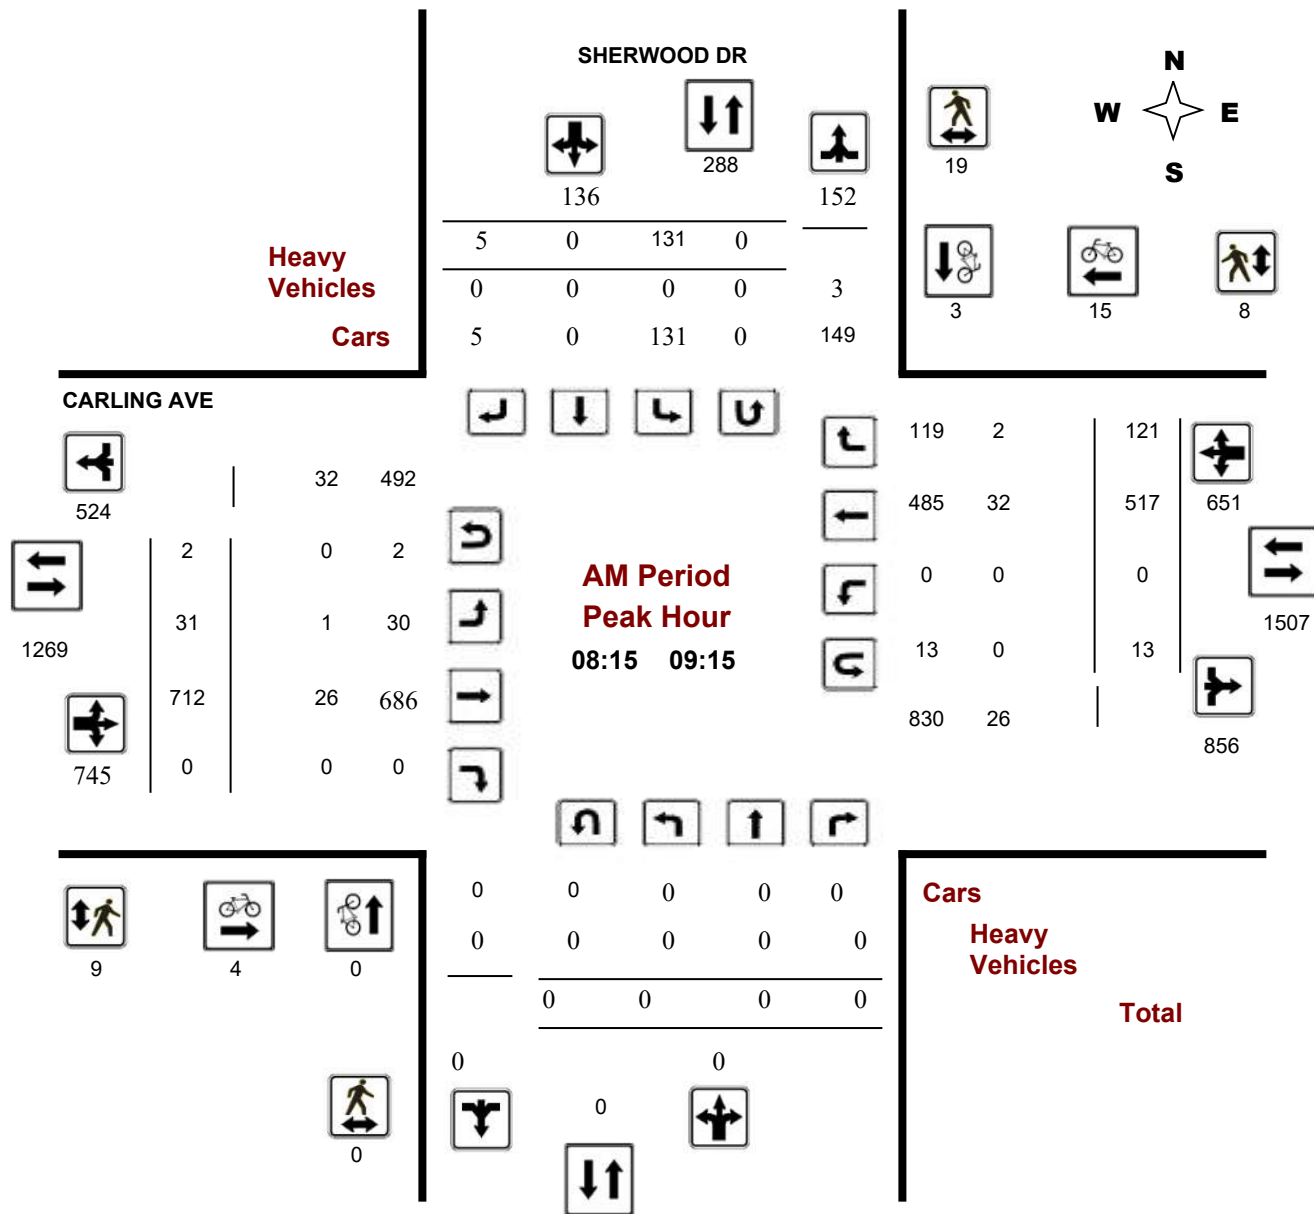 SHERWOOD DR
N
W E
S
288
19
136 152
5 0 131 0
Heavy
Vehicles
0 0 0 0 3
3 15 8
Cars
5 0 131 0 149
CARLING AVE
119 2 121
32 492
524
485 32 517 651
2 0 2
AM Period
0 0 0
31 1 30
Peak Hour
1269
1507
08:15 09:15
13 0 13
712 26 686
830 26
856
745 0 0 0
0 0 0 0 0
Cars
0 0 0 0 0
Heavy
Vehicles
9 4 0
0 0 0 0
Total
0 0
0
0